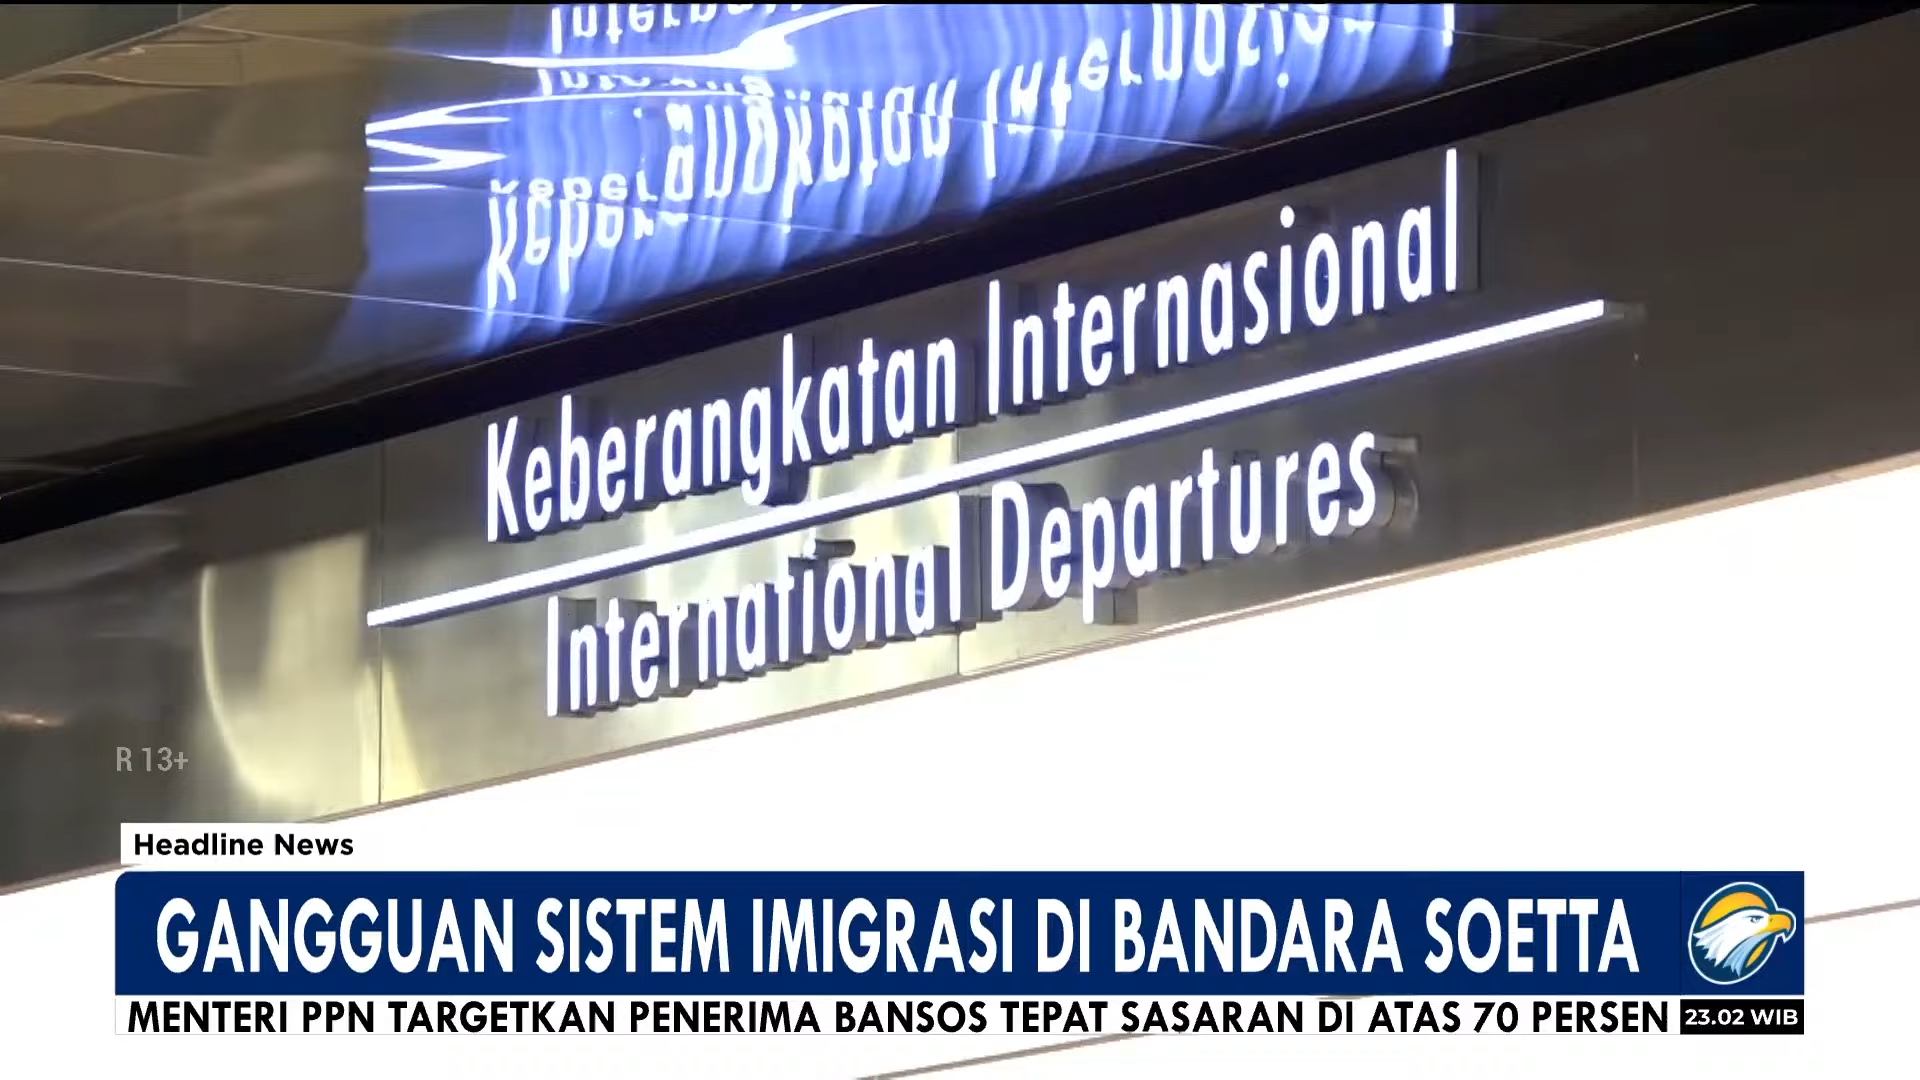 Keberangkatan Internasional
International Departures
R 13+
Headline News
GANGGUAN SISTEM IMIGRASI DI BANDARA SOETTA
MENTERI PPN TARGETKAN PENERIMA BANSOS TEPAT SASARAN DI ATAS 70 PERSEN
23.02 WIB